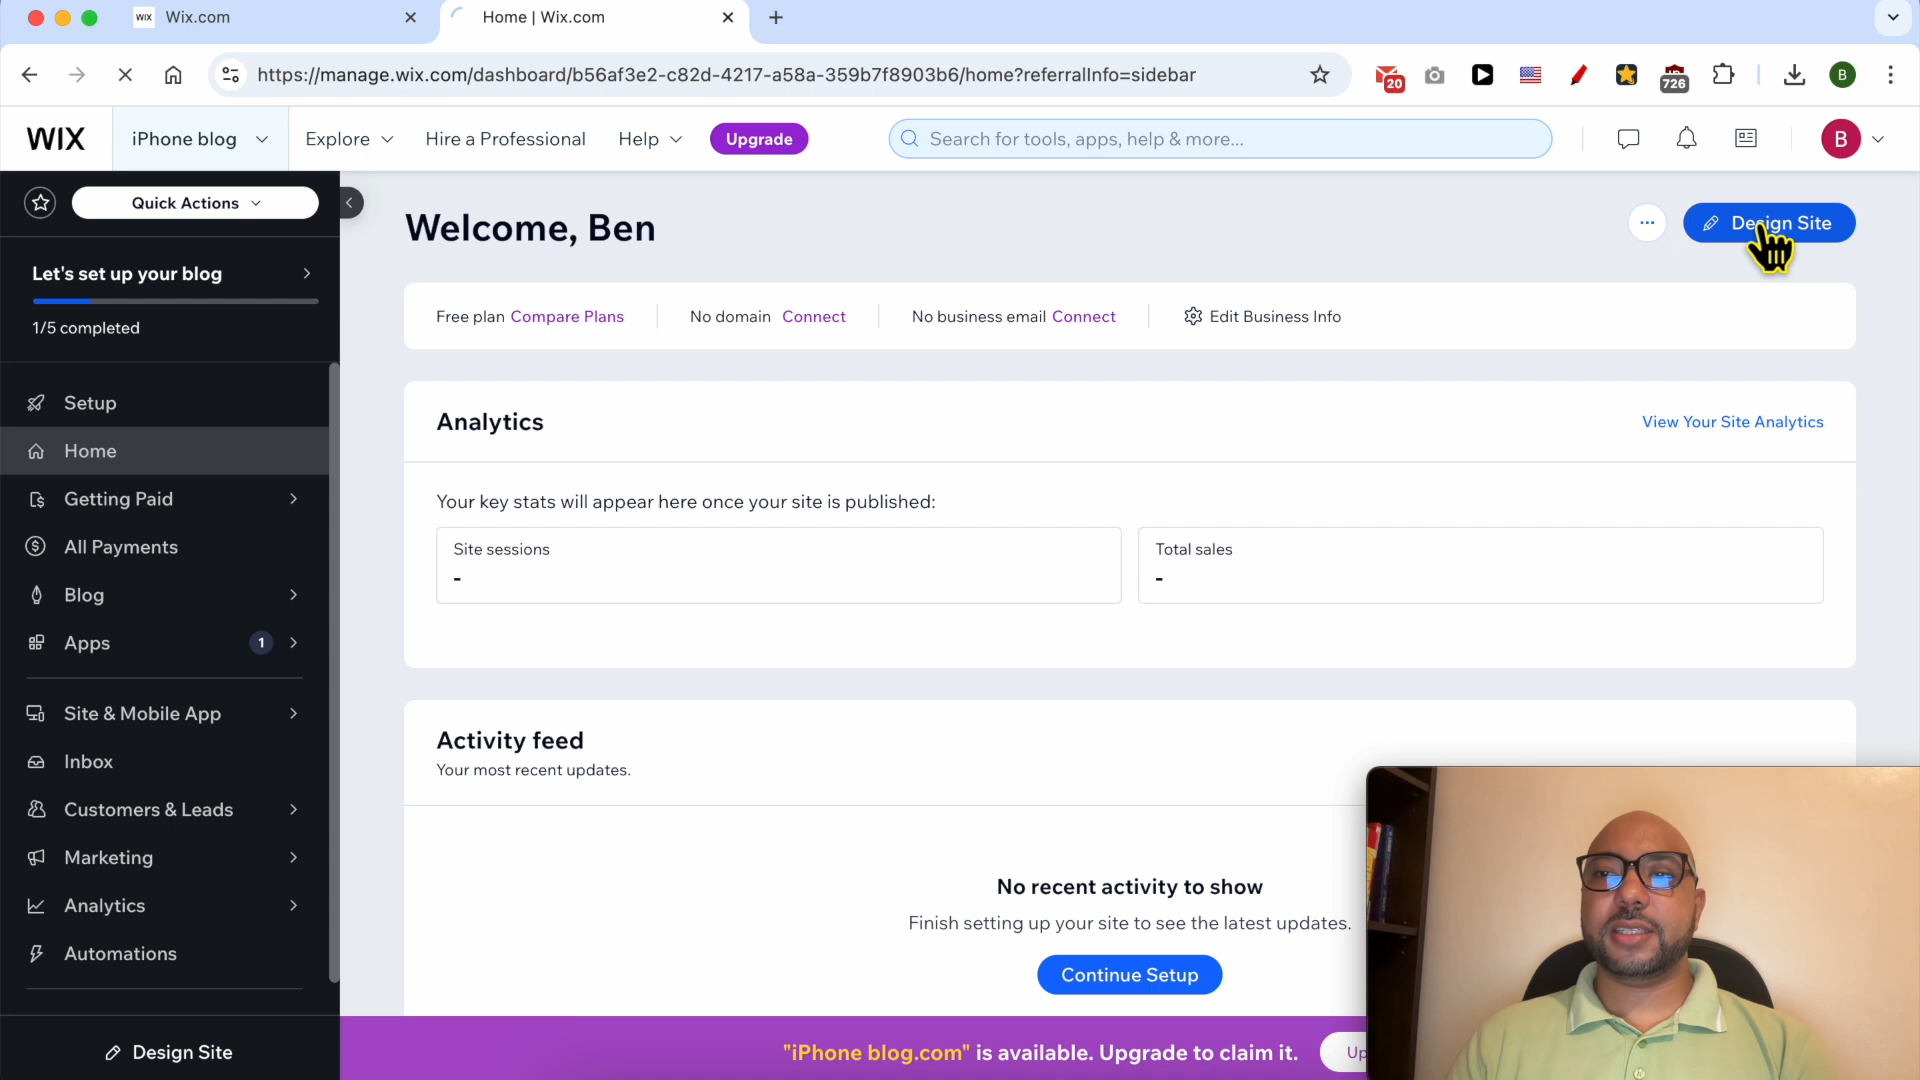 WIX Wix.com
Home | Wix.com
https://manage.wix.com/dashboard/b56af3e2-c82d-4217-a58a-359b7f8903b6/home?referralInfo=sidebar
20
726
B
WIX
iPhone blog
Explore
Hire a Professional
Help
Upgrade
Search for tools, apps, help & more...
B
Quick Actions
Let's set up your blog
1/5 completed
Setup
Home
Getting Paid
All Payments
Blog
Apps
1
Site & Mobile App
Inbox
Customers & Leads
Marketing
Analytics
Automations
Design Site
Welcome, Ben
Design Site
Free plan Compare Plans
No domain Connect
No business email Connect
Edit Business Info
Analytics
View Your Site Analytics
Your key stats will appear here once your site is published:
Site sessions
-
Total sales
-
Activity feed
Your most recent updates.
No recent activity to show
Finish setting up your site to see the latest updates.
Continue Setup
"iPhone blog.com" is available. Upgrade to claim it.